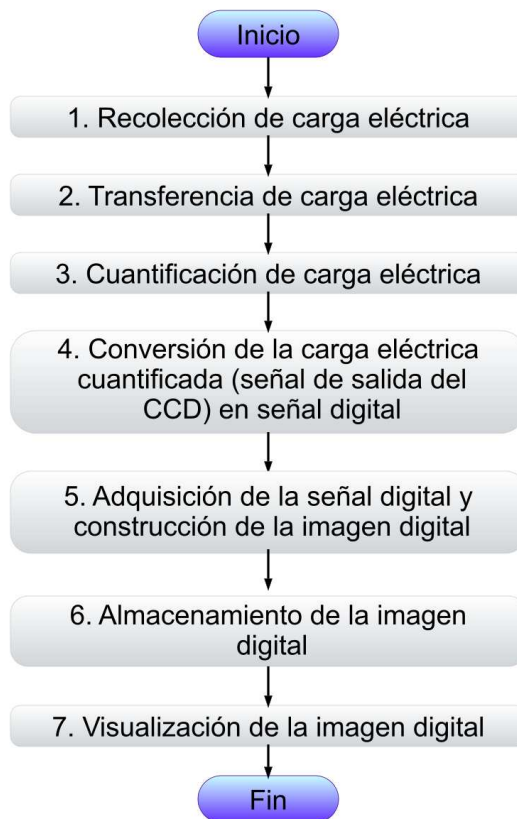 Inicio
1. Recolección de carga eléctrica
2. Transferencia de carga eléctrica
3. Cuantificación de carga eléctrica
4. Conversión de la carga eléctrica
cuantificada (señal de salida del
CCD) en señal digital
5. Adquisición de la señal digital y
construcción de la imagen digital
6. Almacenamiento de la imagen
digital
7. Visualización de la imagen digital
Fin